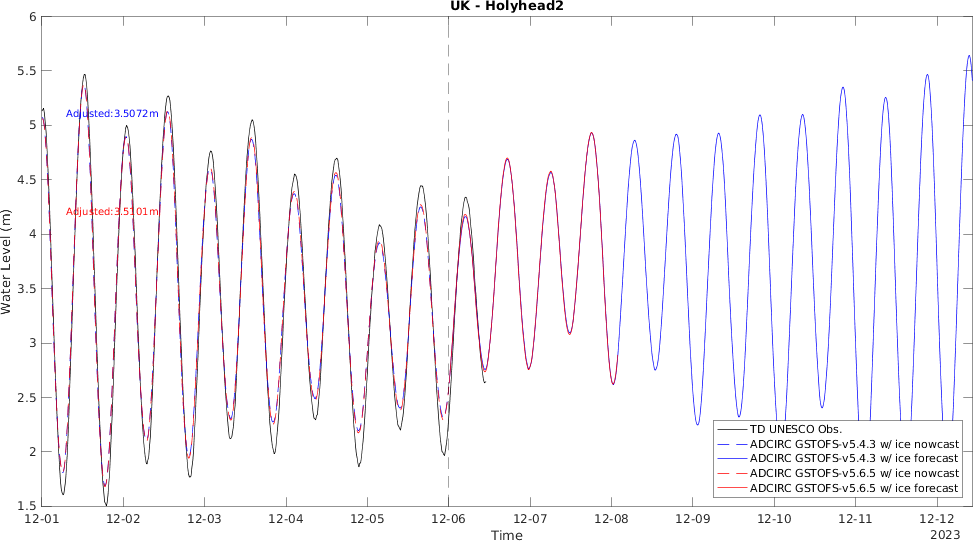 UK - Holyhead2
6
5.5
5
4.5
4
3.5
3
2.5
2
1.5
Water Level (m)
Adjusted:3.5072m
Adjusted:3.5101m
TD UNESCO Obs.
ADCIRC GSTOFS-v5.4.3 w/ ice nowcast
ADCIRC GSTOFS-v5.4.3 w/ ice forecast
ADCIRC GSTOFS-v5.6.5 w/ ice nowcast
ADCIRC GSTOFS-v5.6.5 w/ ice forecast
12-01 12-02 12-03 12-04 12-05 12-06 12-07 12-08 12-09 12-10 12-11 12-12
Time
2023